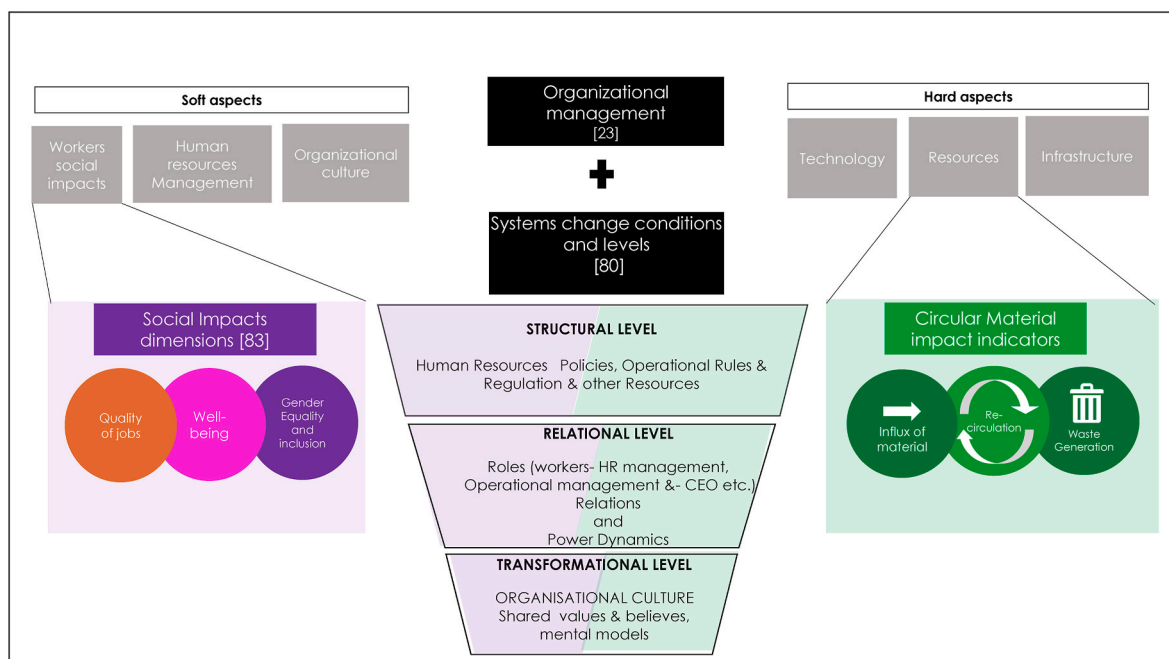 Soft aspects
Workers
social
impacts
Human
resources
Management
Organizational
culture
Organizational
management
[23]
Systems change conditions
and levels
[80]
Hard aspects
Technology
Resources
Infrastructure
Social Impacts
dimensions [83]
Quality
of jobs
Well-
being
Gender
Equality
and
inclusion
STRUCTURAL LEVEL
Human Resources Policies, Operational Rules &
Regulation & other Resources
RELATIONAL LEVEL
Roles (workers- HR management,
Operational management &- CEO etc.)
Relations
and
Power Dynamics
TRANSFORMATIONAL LEVEL
ORGANISATIONAL CULTURE
Shared values & believes,
mental models
Circular Material
impact indicators
Influx of
material
Re-
circulation
Waste
Generation